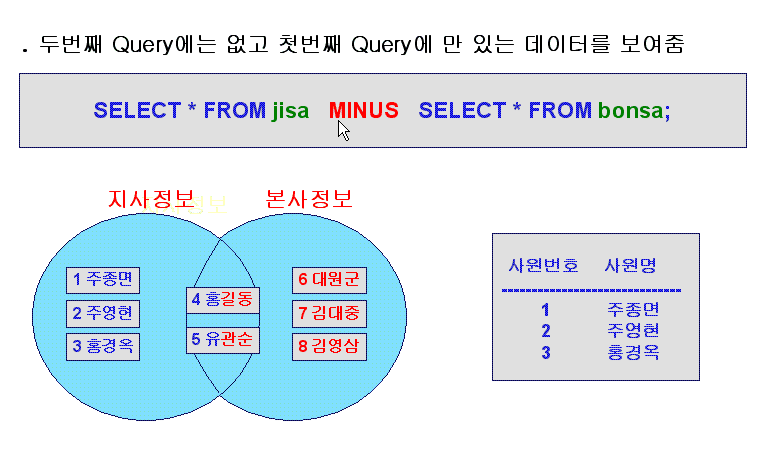 . 두번째 Query에는 없고 첫번째 Query에 만 있는 데이터를 보여줌
SELECT * FROM jisa MINUS SELECT * FROM bonsa;
지사정보 본사정보
1 주종면
2 주영현
3 홍경옥
4 홍길동
5 유관순
6 대원군
7 김대중
8 김영삼
사원번호 사원명
1 주종면
2 주영현
3 홍경옥